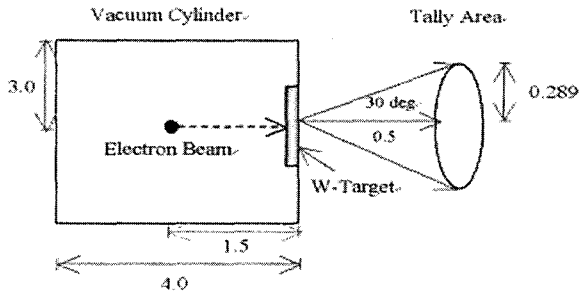 Vacuum Cylinder
Tally Area
3.0
30 deg.
0.289
0.5
Electron Beam
W-Target
1.5
4.0